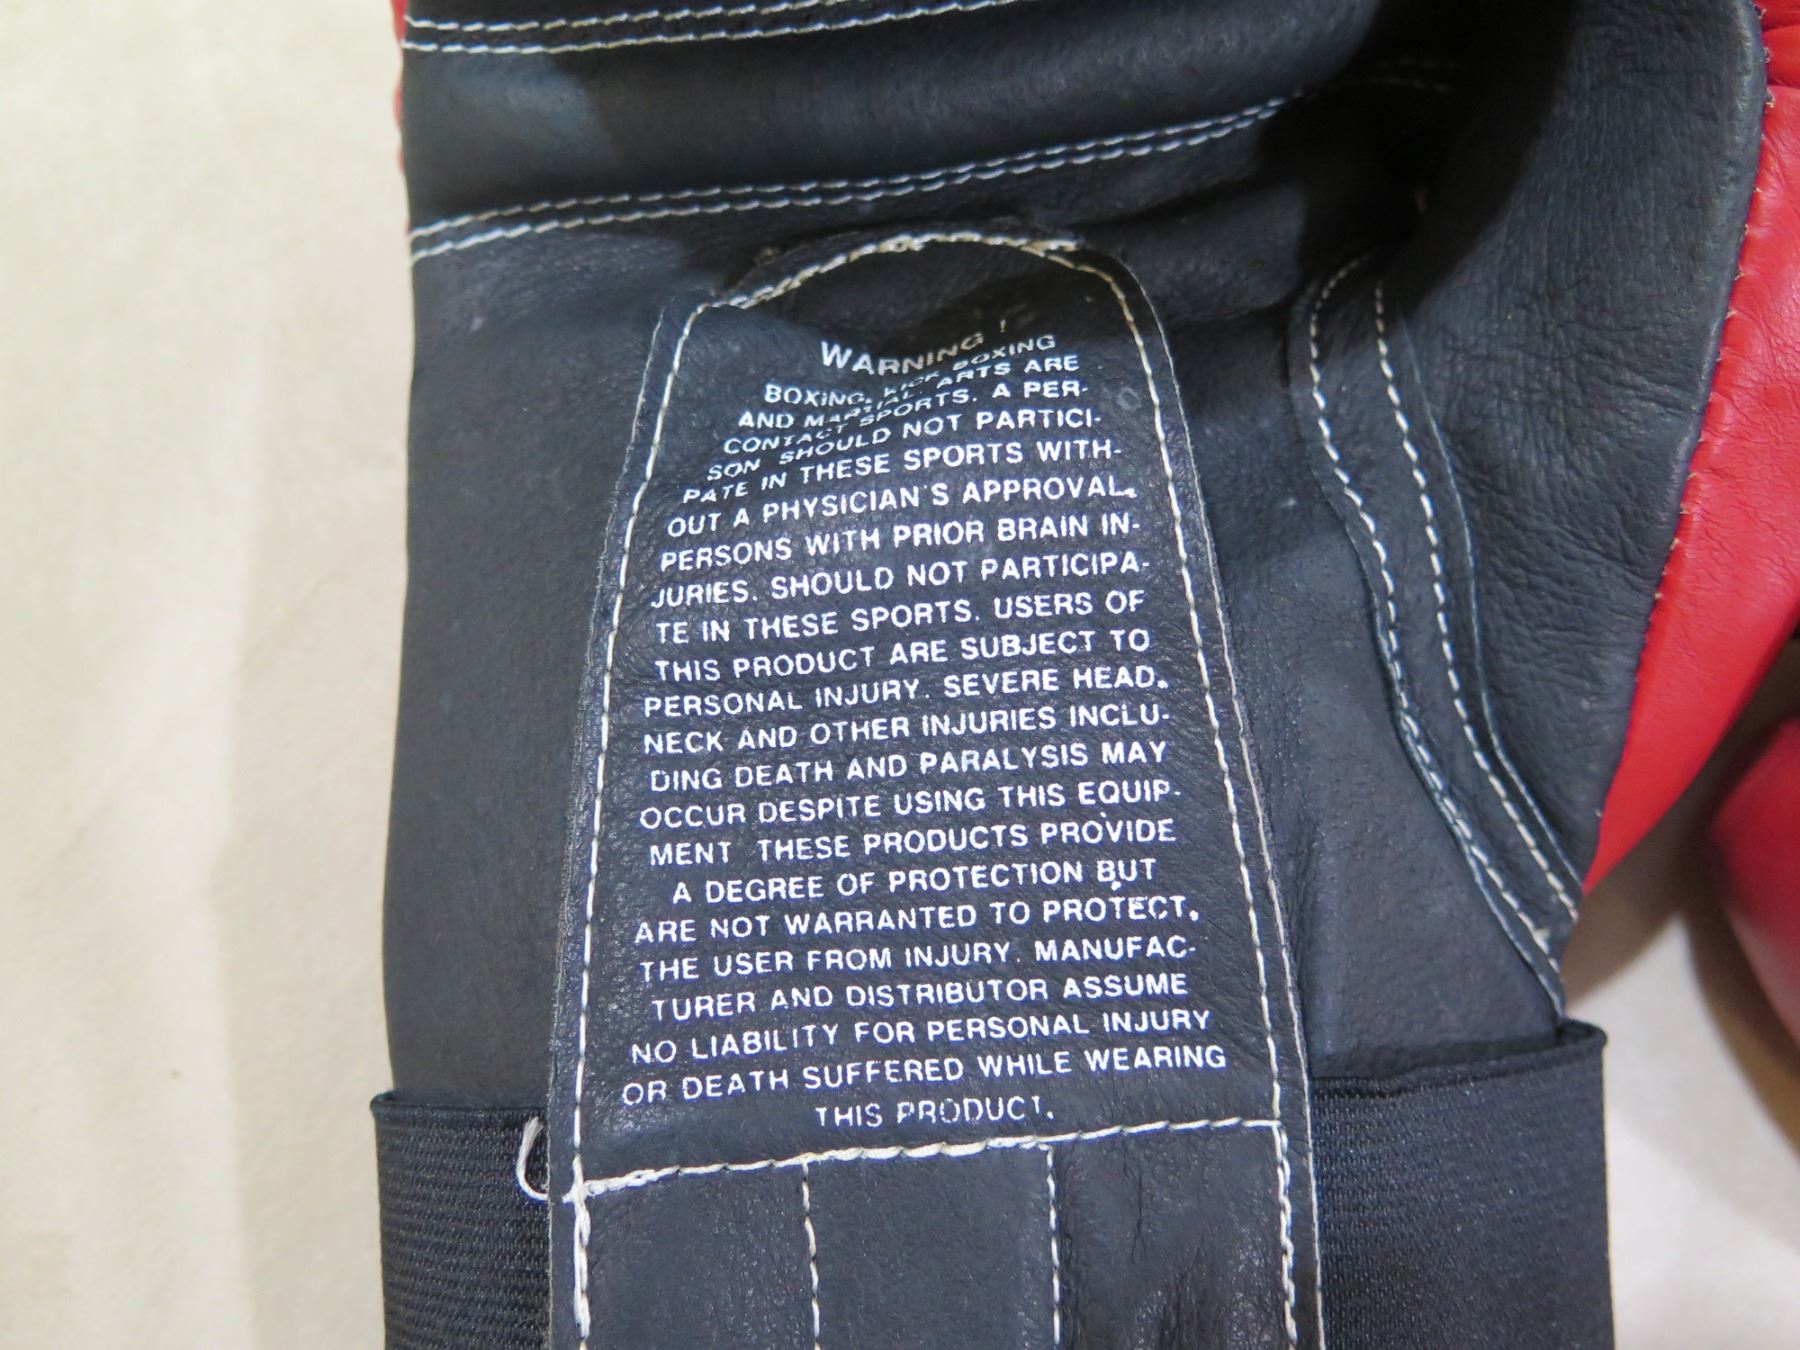 WARNING !
BOXING, KICK BOXING
AND MARTIAL ARTS ARE
CONTACT SPORTS. A PER-
SON SHOULD NOT PARTICI-
PATE IN THESE SPORTS WITH-
OUT A PHYSICIAN'S APPROVAL.
PERSONS WITH PRIOR BRAIN IN-
JURIES. SHOULD NOT PARTICIPA-
TE IN THESE SPORTS. USERS OF
THIS PRODUCT ARE SUBJECT TO
PERSONAL INJURY. SEVERE HEAD,
NECK AND OTHER INJURIES INCLU-
DING DEATH AND PARALYSIS MAY
OCCUR DESPITE USING THIS EQUIP-
MENT THESE PRODUCTS PROVIDE
A DEGREE OF PROTECTION BUT
ARE NOT WARRANTED TO PROTECT,
THE USER FROM INJURY. MANUFAC-
TURER AND DISTRIBUTOR ASSUME
NO LIABILITY FOR PERSONAL INJURY
OR DEATH SUFFERED WHILE WEARING
THIS PRODUCT.